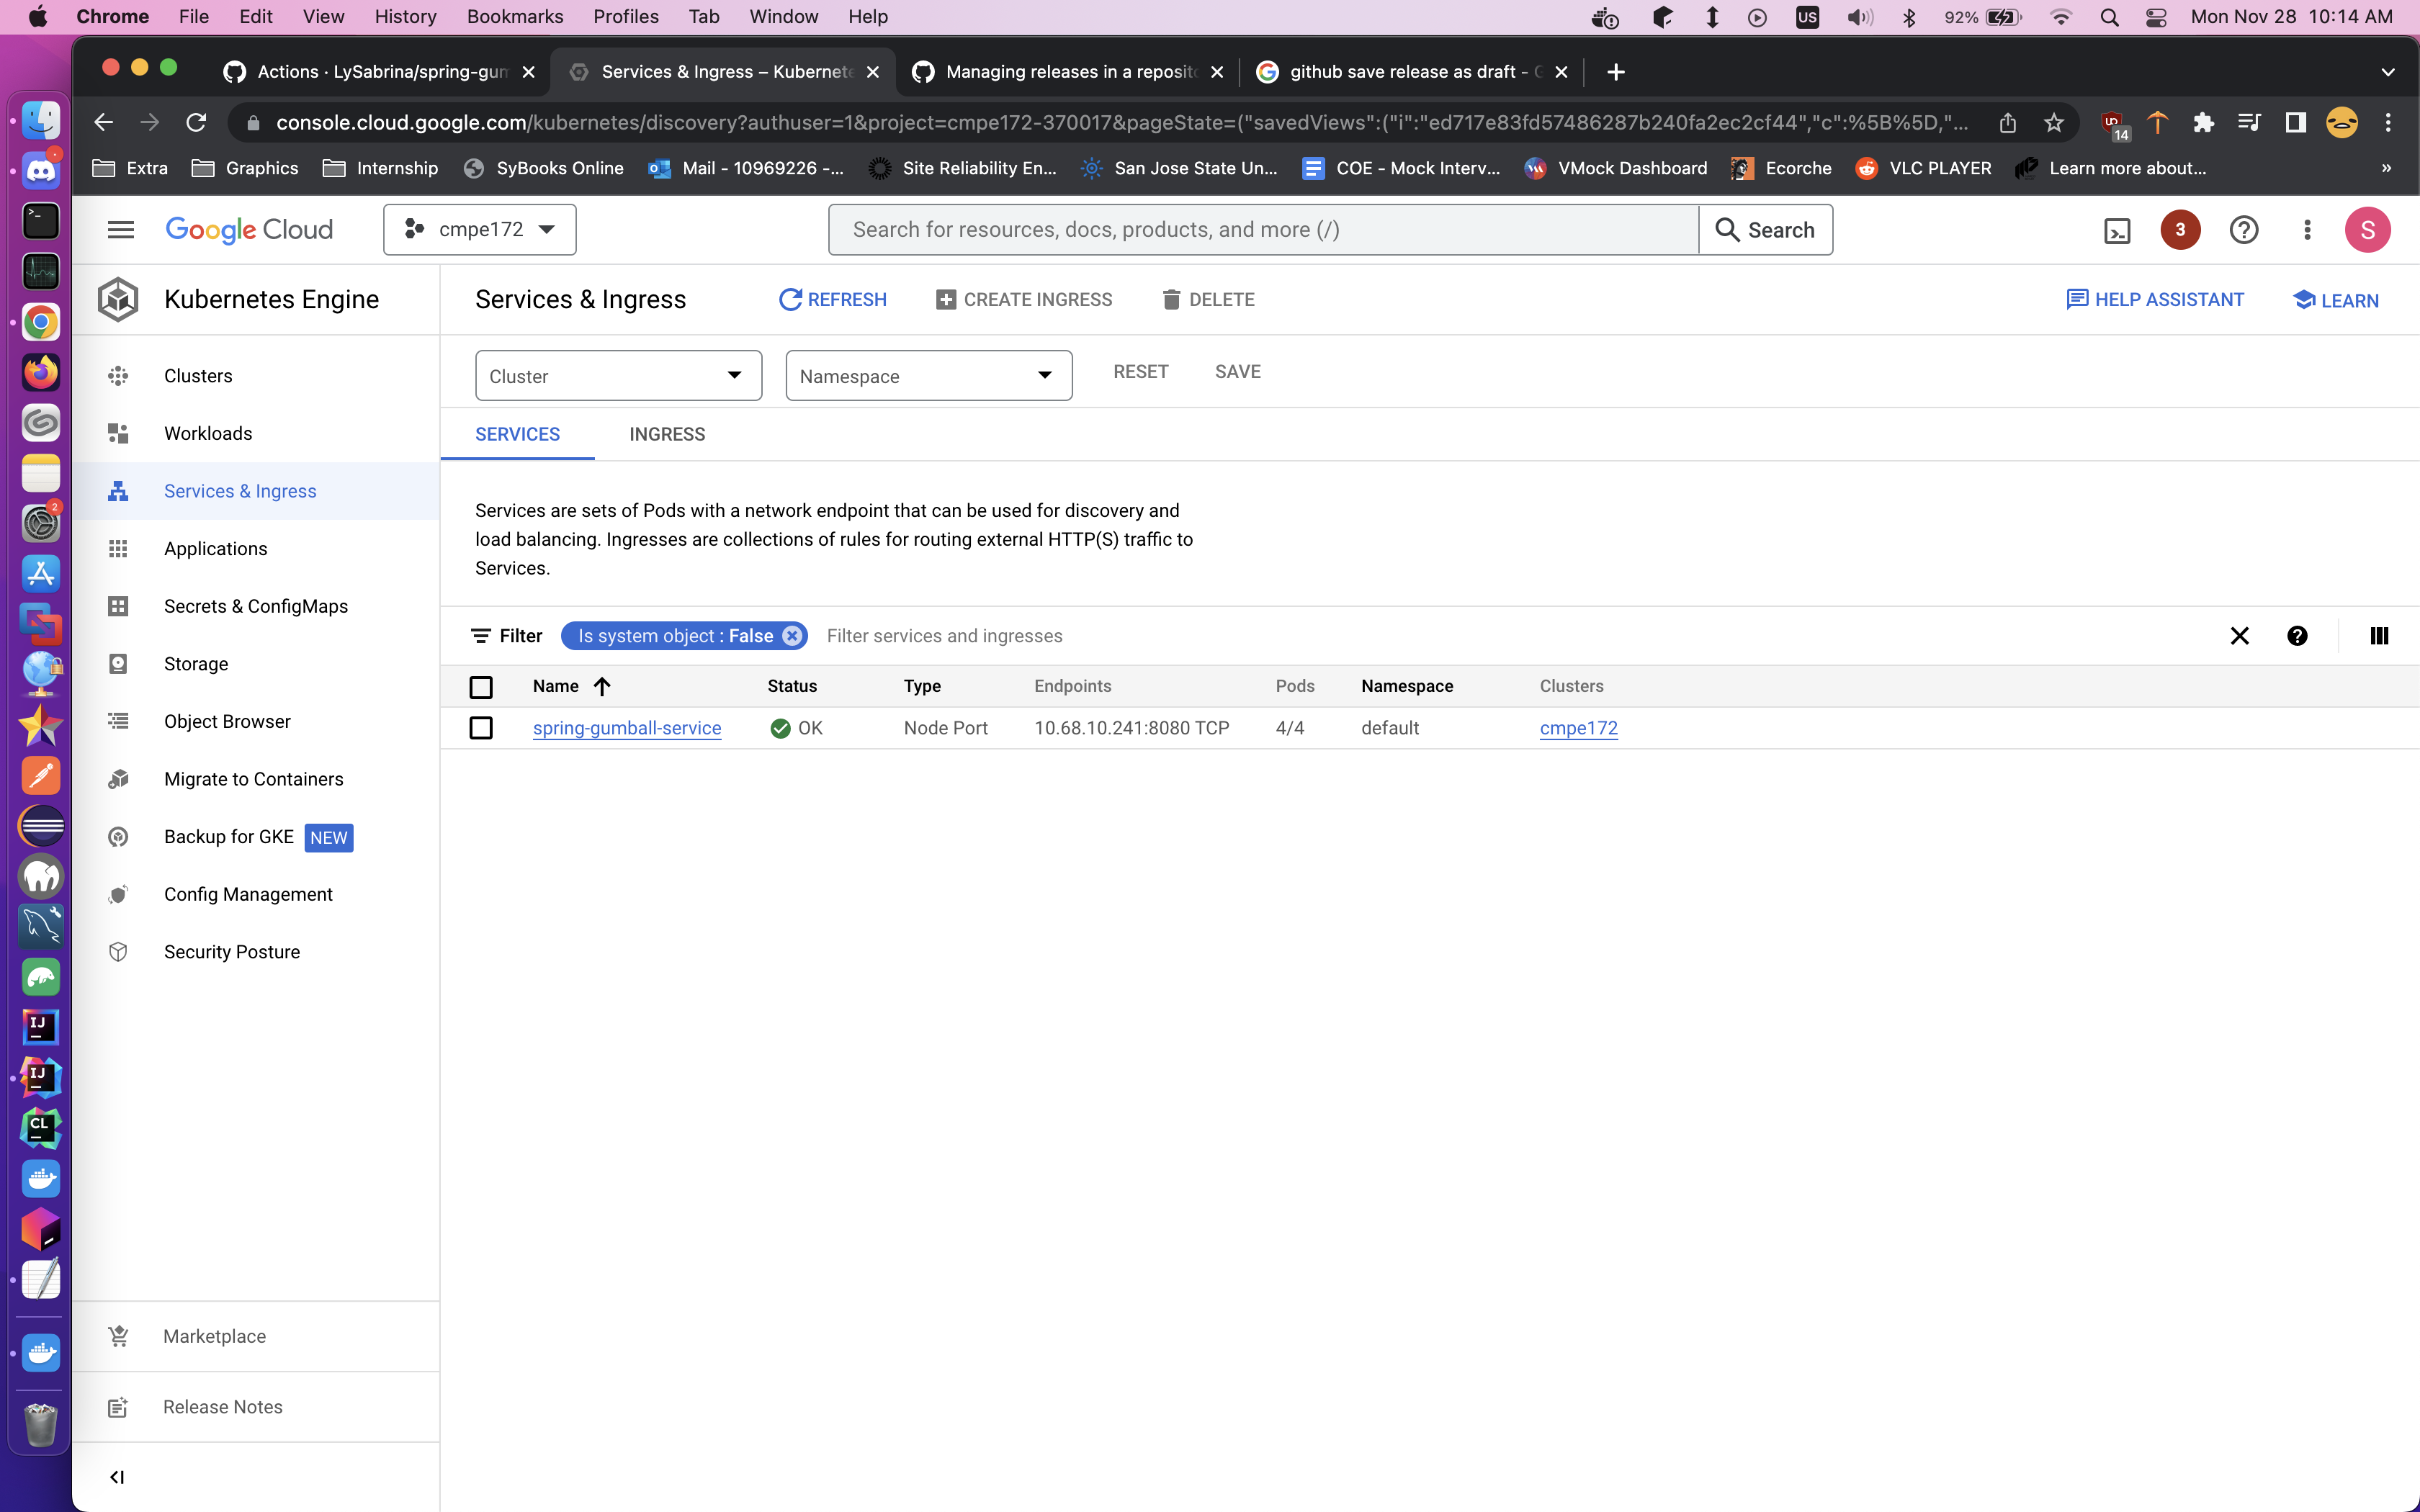 Chrome File Edit View History Bookmarks Profiles Tab Window Help US 92% Mon Nov 28 10:14 AM
Actions · LySabrina/spring-gum Services & Ingress – Kubernete Managing releases in a reposito github save release as draft - G
console.cloud.google.com/kubernetes/discovery?authuser=1&project=cmpe172-370017&pageState=("savedViews":("i":"ed717e83fd57486287b240fa2ec2cf44","c":%5B%5D,"... 14
Extra Graphics Internship SyBooks Online Mail - 10969226 -... Site Reliability En... San Jose State Un... COE - Mock Interv... VMock Dashboard Ecorche VLC PLAYER Learn more about... »
Google Cloud cmpe172 Search for resources, docs, products, and more (/) Search 3 S
Kubernetes Engine
Services & Ingress REFRESH CREATE INGRESS DELETE HELP ASSISTANT LEARN
Clusters
Workloads
Services & Ingress
Applications
Secrets & ConfigMaps
Storage
Object Browser
Migrate to Containers
Backup for GKE NEW
Config Management
Security Posture
Marketplace
Release Notes
Cluster Namespace RESET SAVE
SERVICES INGRESS
Services are sets of Pods with a network endpoint that can be used for discovery and
load balancing. Ingresses are collections of rules for routing external HTTP(S) traffic to
Services.
Filter Is system object : False Filter services and ingresses
Name Status Type Endpoints Pods Namespace Clusters
spring-gumball-service OK Node Port 10.68.10.241:8080 TCP 4/4 default cmpe172
2
IJ
IJ
CL